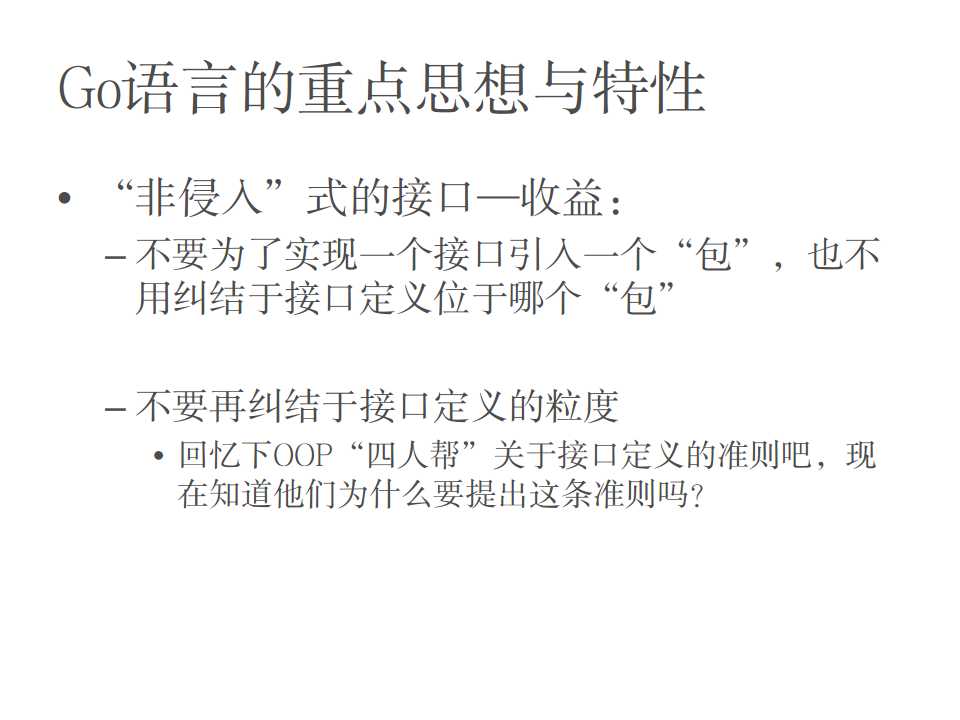 Go语言的重点思想与特性
• “非侵入”式的接口—收益：
– 不要为了实现一个接口引入一个“包”，也不
用纠结于接口定义位于哪个“包”
– 不要再纠结于接口定义的粒度
• 回忆下OOP“四人帮”关于接口定义的准则吧，现
在知道他们为什么要提出这条准则吗？